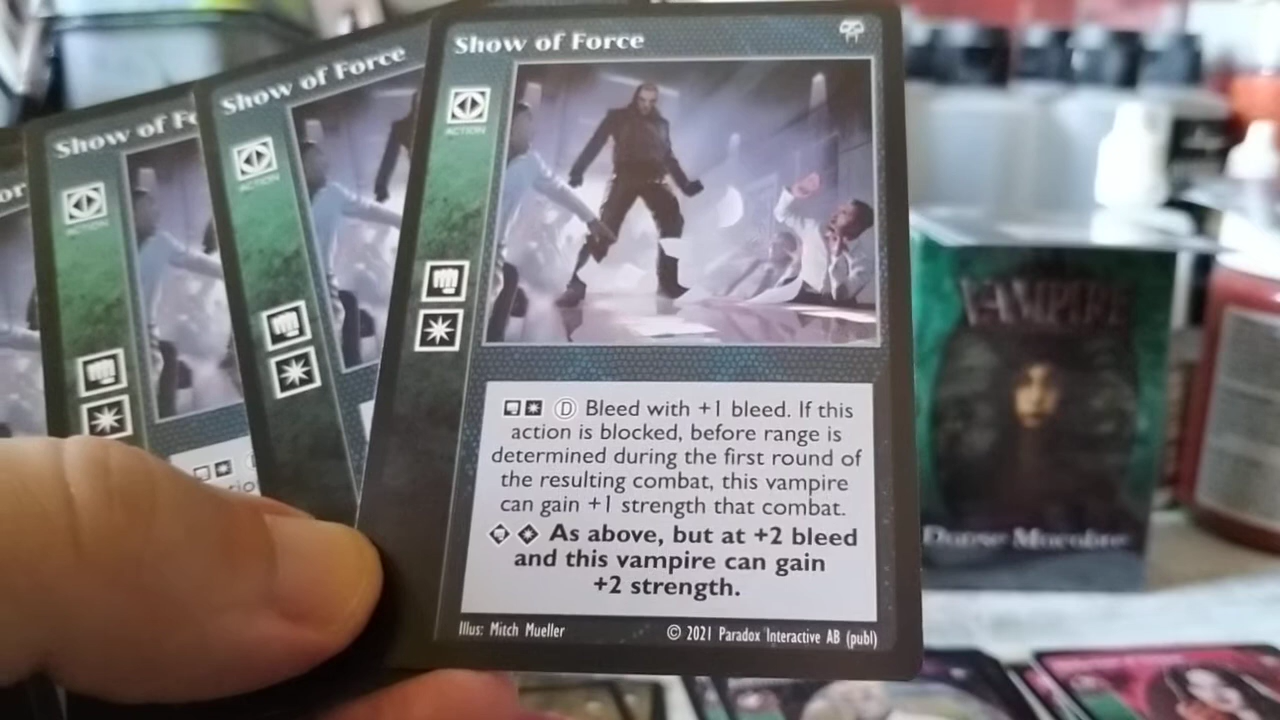 Show of Force
ACTION
Ⓓ Bleed with +1 bleed. If this
action is blocked, before range is
determined during the first round of
the resulting combat, this vampire
can gain +1 strength that combat.
As above, but at +2 bleed
and this vampire can gain
+2 strength.
Illus: Mitch Mueller
© 2021 Paradox Interactive AB (publ)
Show of Force
ACTION
Show of Fo
ACTION
VAMPIRE
Danse Macabre